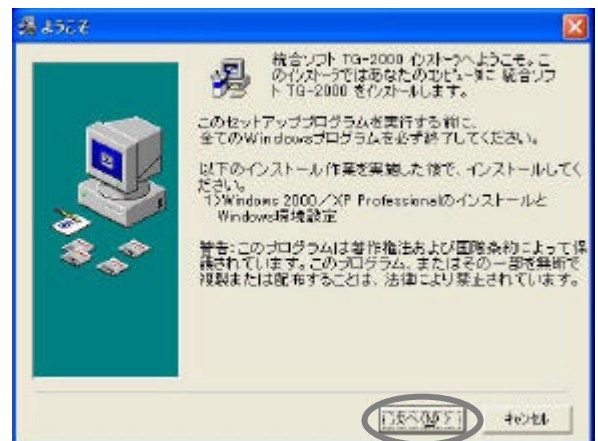 ようこそ
統合ソフト TG-2000 インストーラへようこそ。こ
のインストーラではあなたのコンピュータに 統合ソフ
ト TG-2000 をインストールします。
このセットアッププログラムを実行する前に、
全てのWindowsプログラムを必ず終了してください。
以下のインストール作業を実施した後で、インストールしてく
ださい。
1)Windows 2000／XP Professionalのインストールと
Windows環境設定
警告:このプログラムは著作権法および国際条約によって保
護されています。このプログラム、またはその一部を無断で
複製または配布することは、法律により禁止されています。
次へ(N) >
キャンセル